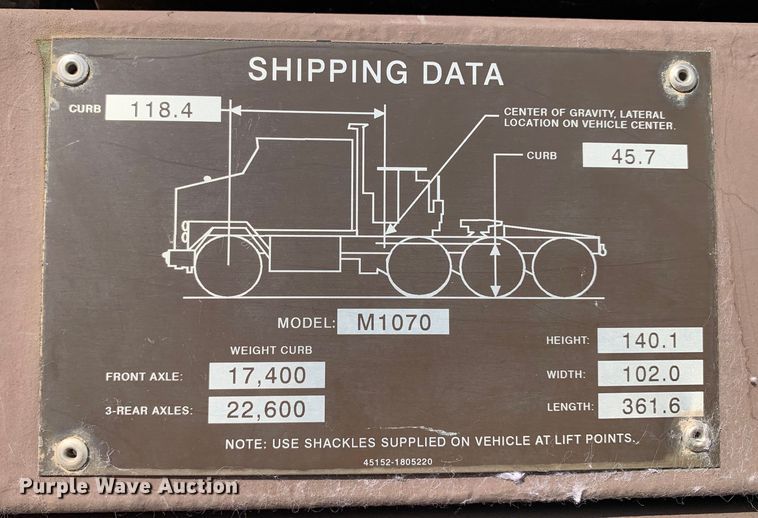 SHIPPING DATA
CURB 118.4
CENTER OF GRAVITY, LATERAL
LOCATION ON VEHICLE CENTER.
CURB 45.7
MODEL: M1070
WEIGHT CURB
FRONT AXLE: 17,400
3-REAR AXLES: 22,600
HEIGHT: 140.1
WIDTH: 102.0
LENGTH: 361.6
NOTE: USE SHACKLES SUPPLIED ON VEHICLE AT LIFT POINTS.
45152-1805220
Purple Wave Auction